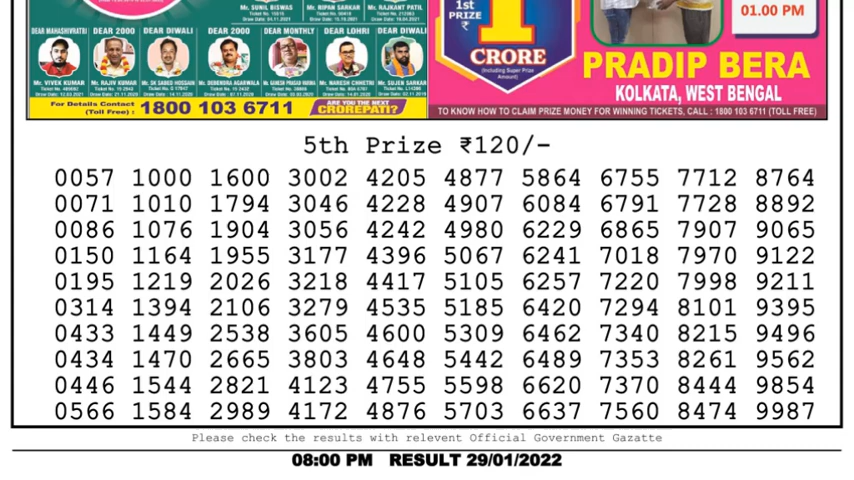 Mr. SUNIL BISWAS
Mr. RIPAN SARKAR
Mr. RAJKANT PATIL
1st
PRIZE
₹
1
CRORE
(Including Super Prize
Amount)
01.00 PM
DEAR MAHASHIVRATRI DEAR 2000 DEAR DIWALI DEAR 2000 DEAR MONTHLY DEAR LOHRI DEAR DIWALI
Mr. VIVEK KUMAR Mr. RAJIV KUMAR Mr. DEBENDRA AGARWALA Mr. NARESH CHHETRI Mr. SUJEN SARKAR
PRADIP BERA
KOLKATA, WEST BENGAL
For Details Contact
(Toll Free) : 1800 103 6711
ARE YOU THE NEXT
CROREPATI?
TO KNOW HOW TO CLAIM PRIZE MONEY FOR WINNING TICKETS, CALL : 1800 103 6711 (TOLL FREE)
5th Prize ₹120/-
0057 1000 1600 3002 4205 4877 5864 6755 7712 8764
0071 1010 1794 3046 4228 4907 6084 6791 7728 8892
0086 1076 1904 3056 4242 4980 6229 6865 7907 9065
0150 1164 1955 3177 4396 5067 6241 7018 7970 9122
0195 1219 2026 3218 4417 5105 6257 7220 7998 9211
0314 1394 2106 3279 4535 5185 6420 7294 8101 9395
0433 1449 2538 3605 4600 5309 6462 7340 8215 9496
0434 1470 2665 3803 4648 5442 6489 7353 8261 9562
0446 1544 2821 4123 4755 5598 6620 7370 8444 9854
0566 1584 2989 4172 4876 5703 6637 7560 8474 9987
Please check the results with relevent Official Government Gazatte
08:00 PM RESULT 29/01/2022